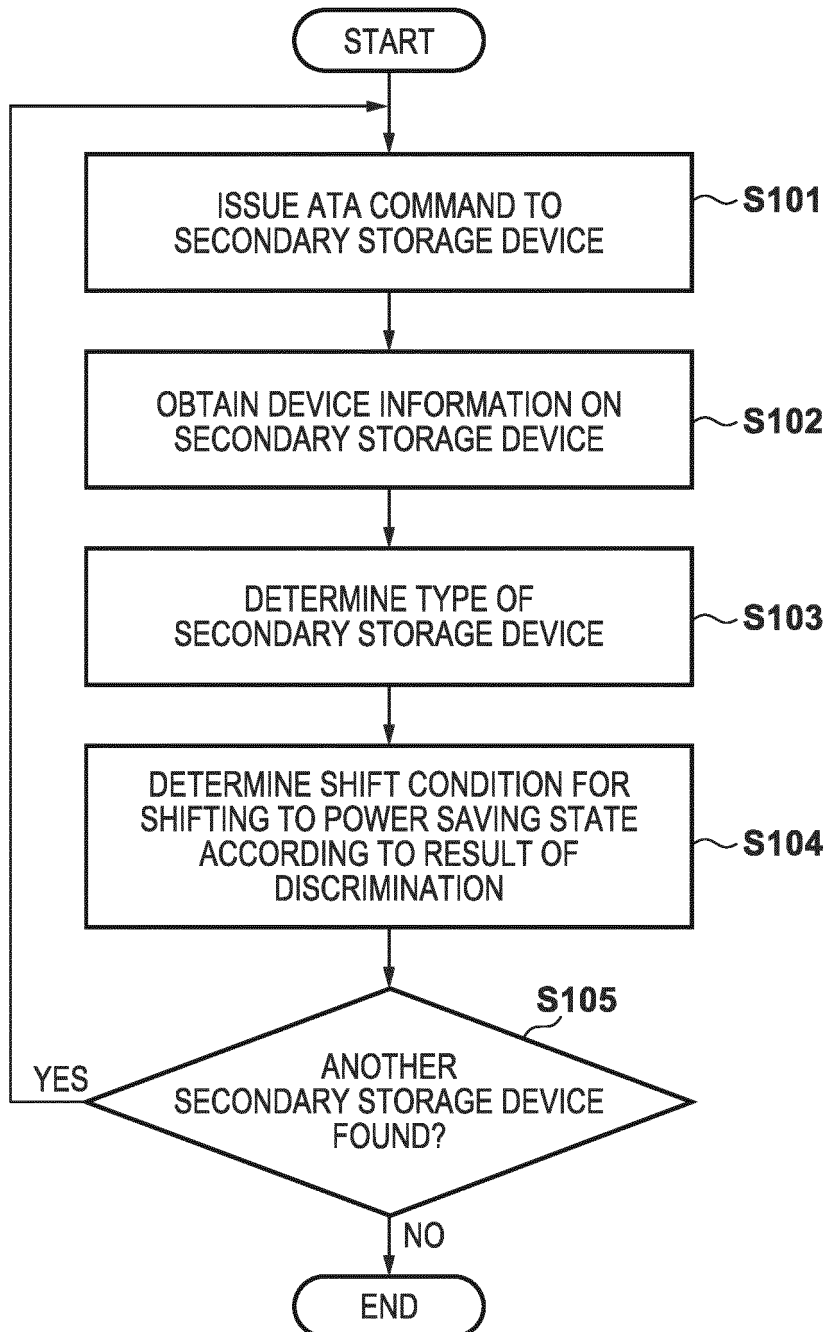 START
ISSUE ATA COMMAND TO
SECONDARY STORAGE DEVICE
S101
OBTAIN DEVICE INFORMATION ON
SECONDARY STORAGE DEVICE
S102
DETERMINE TYPE OF
SECONDARY STORAGE DEVICE
S103
DETERMINE SHIFT CONDITION FOR
SHIFTING TO POWER SAVING STATE
ACCORDING TO RESULT OF
DISCRIMINATION
S104
S105
ANOTHER
SECONDARY STORAGE DEVICE
FOUND?
YES
NO
END